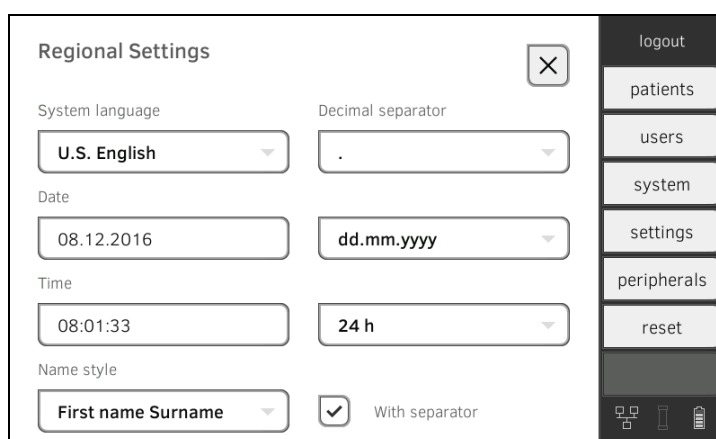 Regional Settings
System language
Decimal separator
U.S. English
.
Date
08.12.2016
dd.mm.yyyy
Time
08:01:33
24 h
Name style
First name Surname
With separator
logout
patients
users
system
settings
peripherals
reset